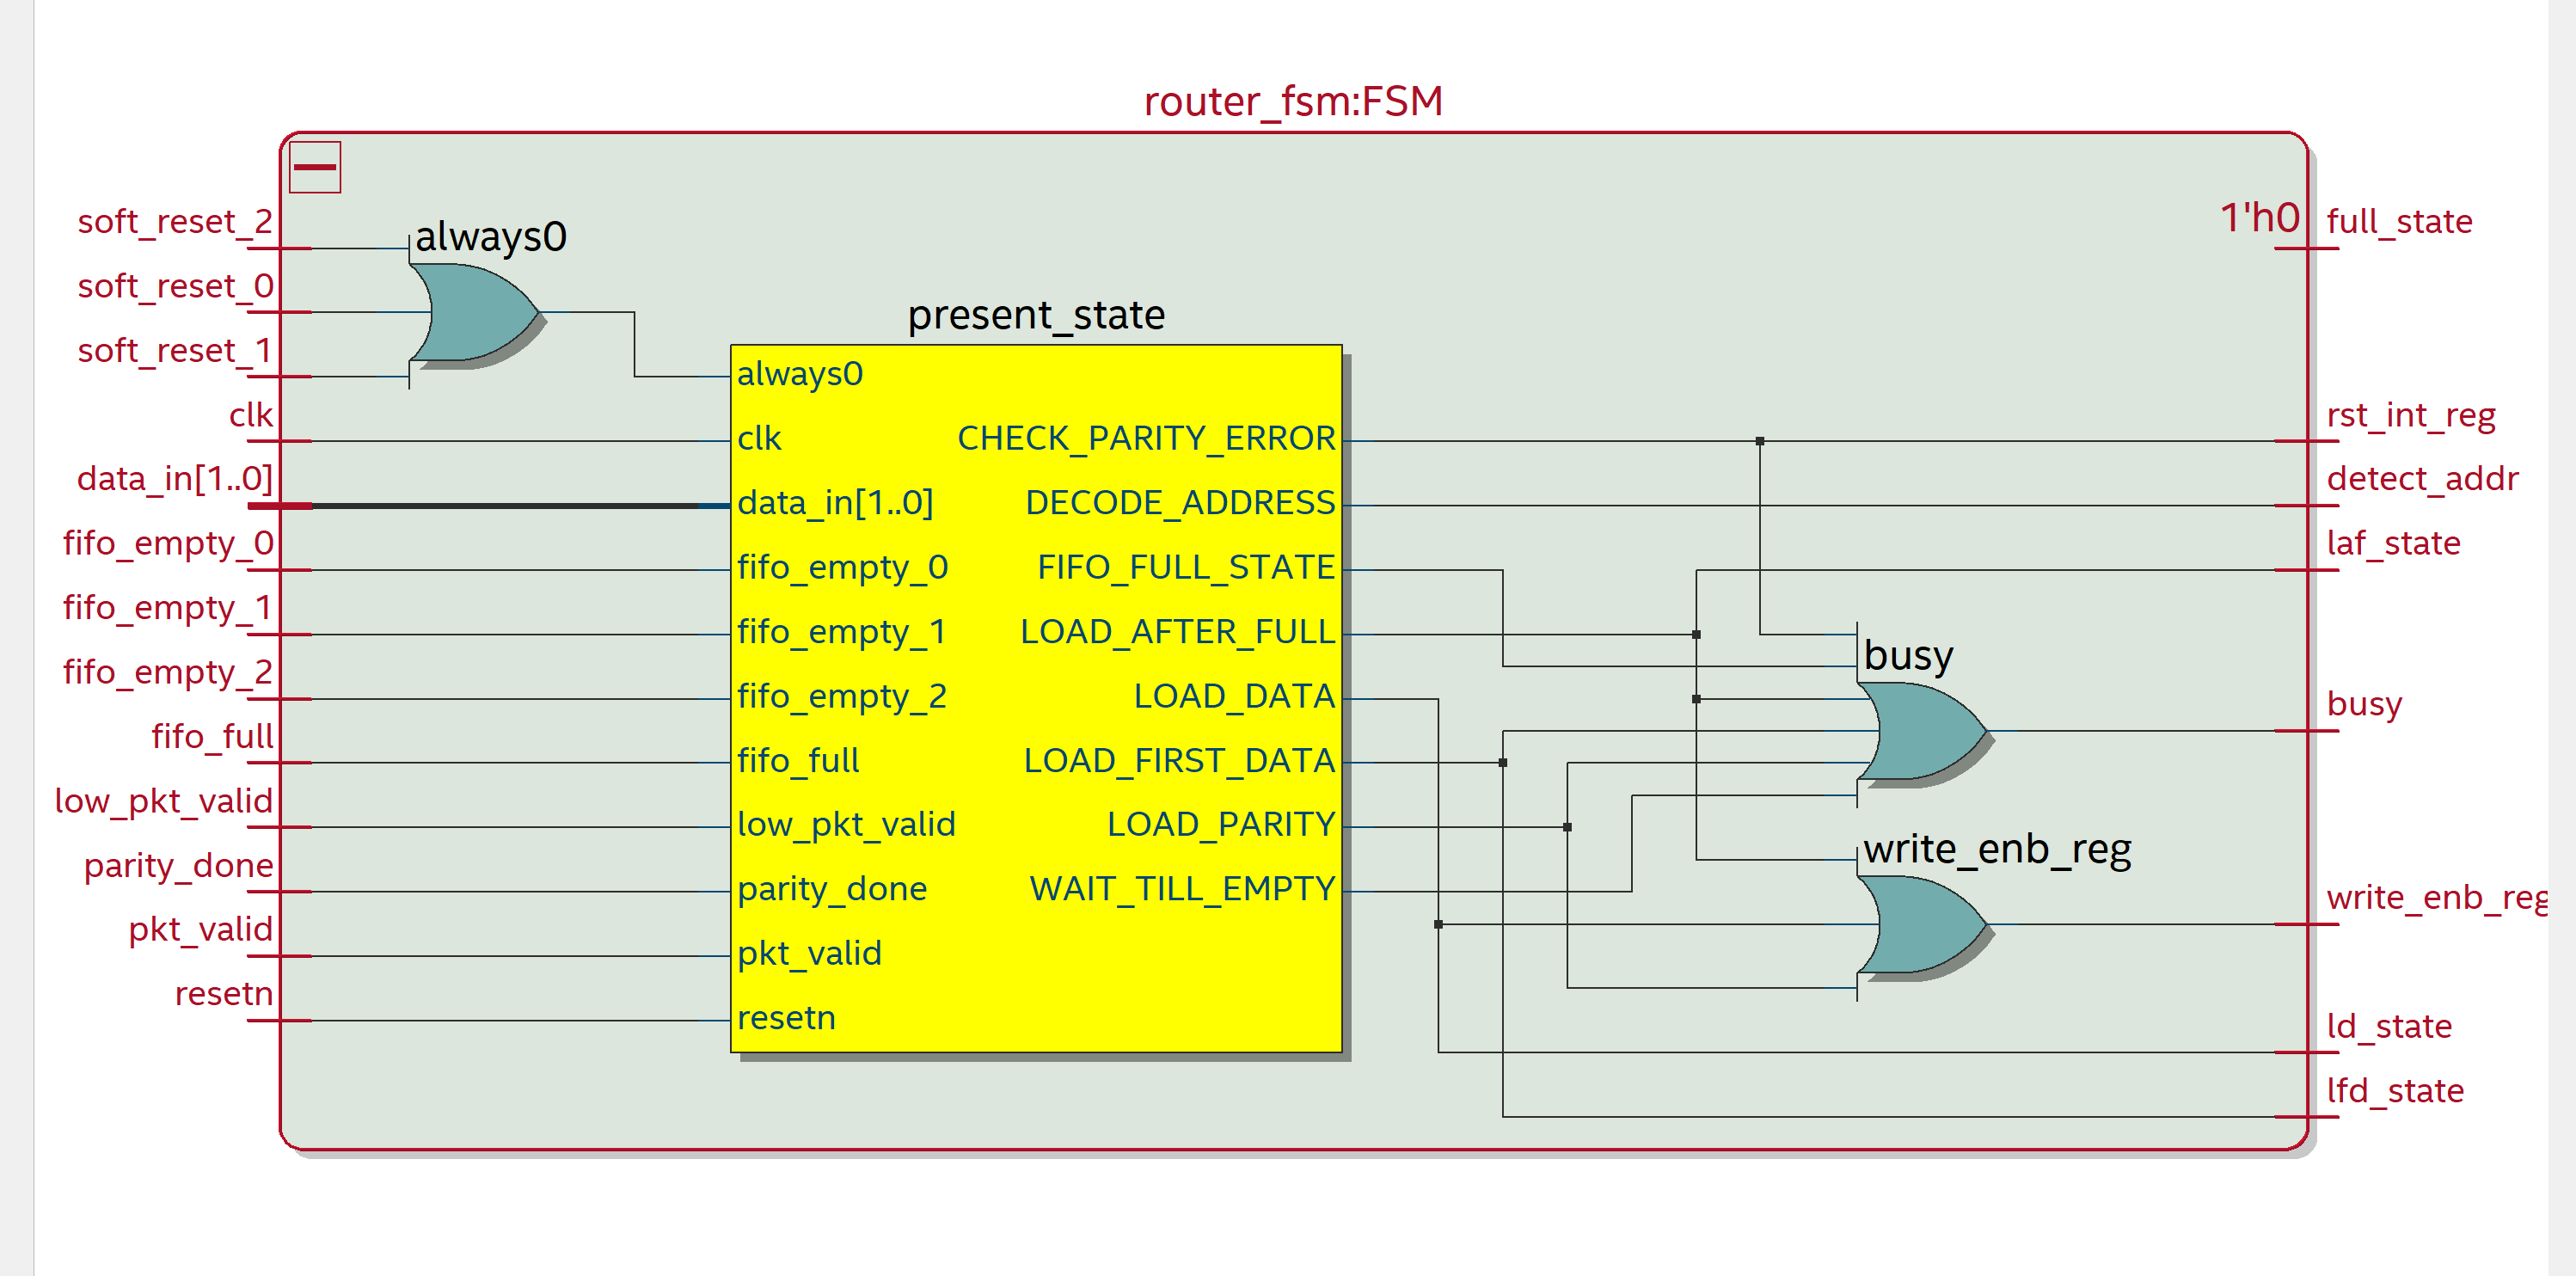 router_fsm:FSM
soft_reset_2
soft_reset_0
soft_reset_1
clk
data_in[1..0]
fifo_empty_0
fifo_empty_1
fifo_empty_2
fifo_full
low_pkt_valid
parity_done
pkt_valid
resetn
always0
present_state
always0
clk
data_in[1..0]
fifo_empty_0
fifo_empty_1
fifo_empty_2
fifo_full
low_pkt_valid
parity_done
pkt_valid
resetn
CHECK_PARITY_ERROR
DECODE_ADDRESS
FIFO_FULL_STATE
LOAD_AFTER_FULL
LOAD_DATA
LOAD_FIRST_DATA
LOAD_PARITY
WAIT_TILL_EMPTY
busy
write_enb_reg
1'h0
full_state
rst_int_reg
detect_addr
laf_state
busy
write_enb_reg
ld_state
lfd_state